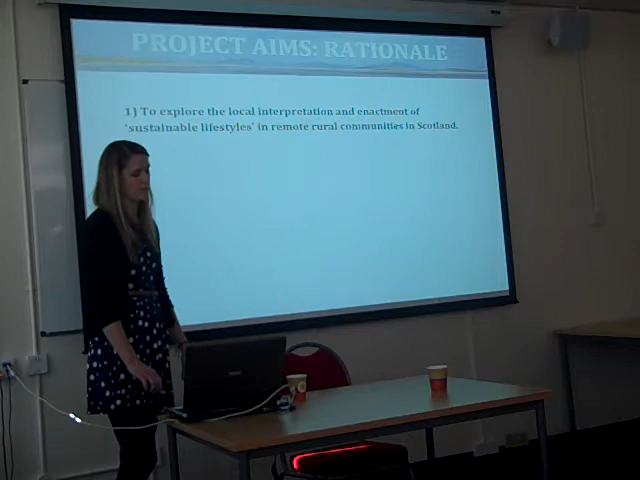 PROJECT AIMS: RATIONALE
1) To explore the local interpretation and enactment of
‘sustainable lifestyles’ in remote rural communities in Scotland.